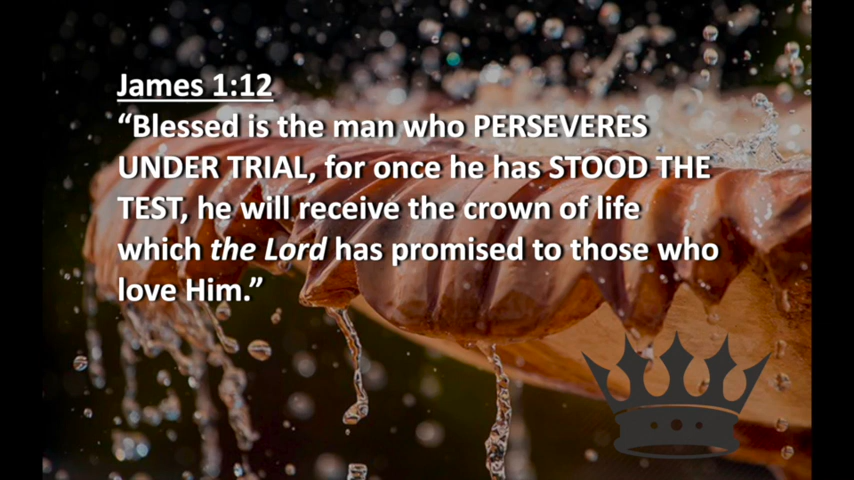 James 1:12
“Blessed is the man who PERSEVERES
UNDER TRIAL, for once he has STOOD THE
TEST, he will receive the crown of life
which the Lord has promised to those who
love Him.”